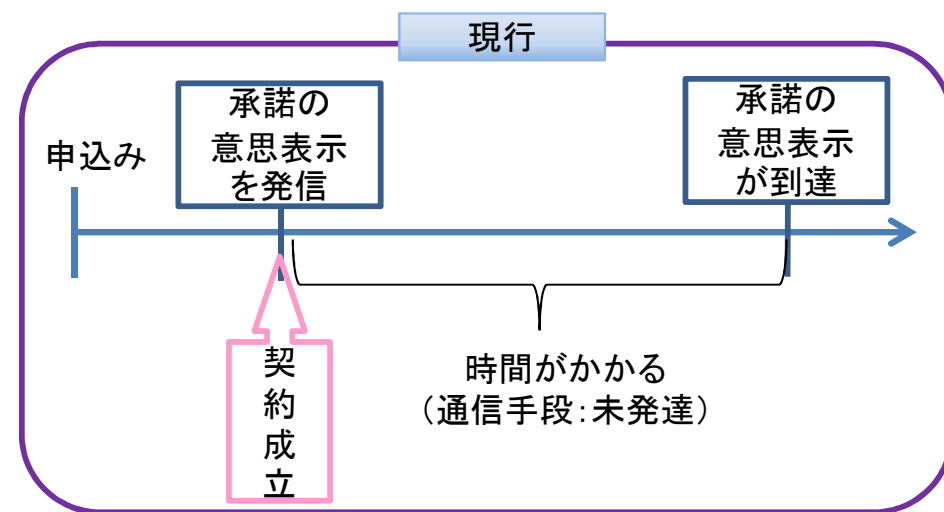 現行
申込み
承諾の
意思表示
を発信
承諾の
意思表示
が到達
契
約
成
立
時間がかかる
（通信手段：未発達）